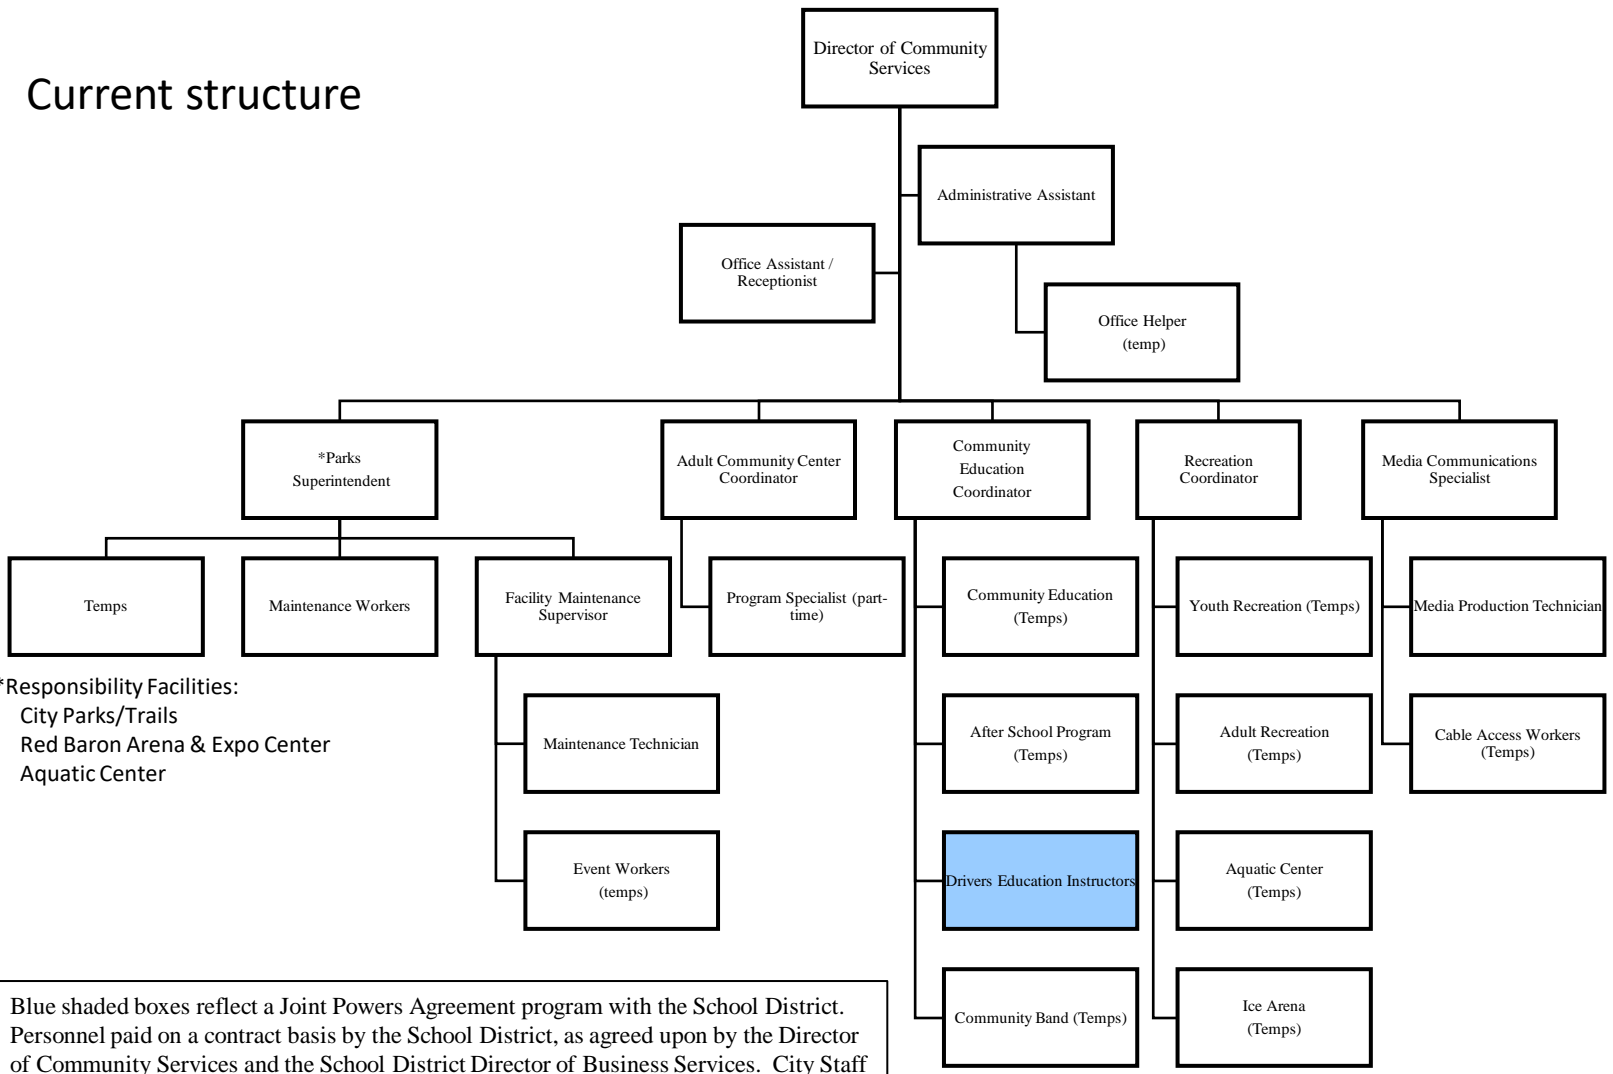 Current structure
Director of Community
Services
Administrative Assistant
Office Assistant /
Receptionist
Office Helper
(temp)
*Parks
Superintendent
Adult Community Center
Coordinator
Community
Education
Coordinator
Recreation
Coordinator
Media Communications
Specialist
Temps
Maintenance Workers
Facility Maintenance
Supervisor
Program Specialist (part-
time)
Community Education
(Temps)
Youth Recreation (Temps)
Media Production Technician
*Responsibility Facilities:
City Parks/Trails
Red Baron Arena & Expo Center
Aquatic Center
Maintenance Technician
After School Program
(Temps)
Adult Recreation
(Temps)
Cable Access Workers
(Temps)
Event Workers
(temps)
Drivers Education Instructors
Aquatic Center
(Temps)
Community Band (Temps)
Ice Arena
(Temps)
Blue shaded boxes reflect a Joint Powers Agreement program with the School District.
Personnel paid on a contract basis by the School District, as agreed upon by the Director
of Community Services and the School District Director of Business Services.  City Staff